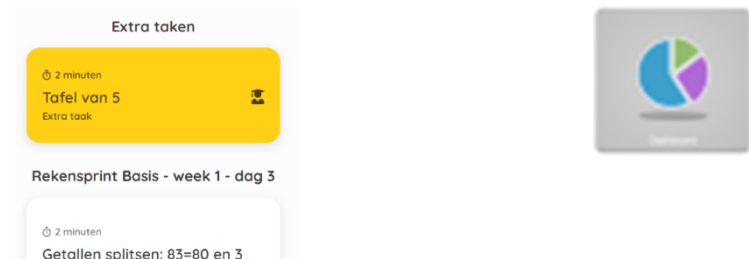 Extra taken
2 minuten
Tafel van 5
Extra taak
Rekensprint Basis - week 1 - dag 3
2 minuten
Getallen splitsen: 83=80 en 3